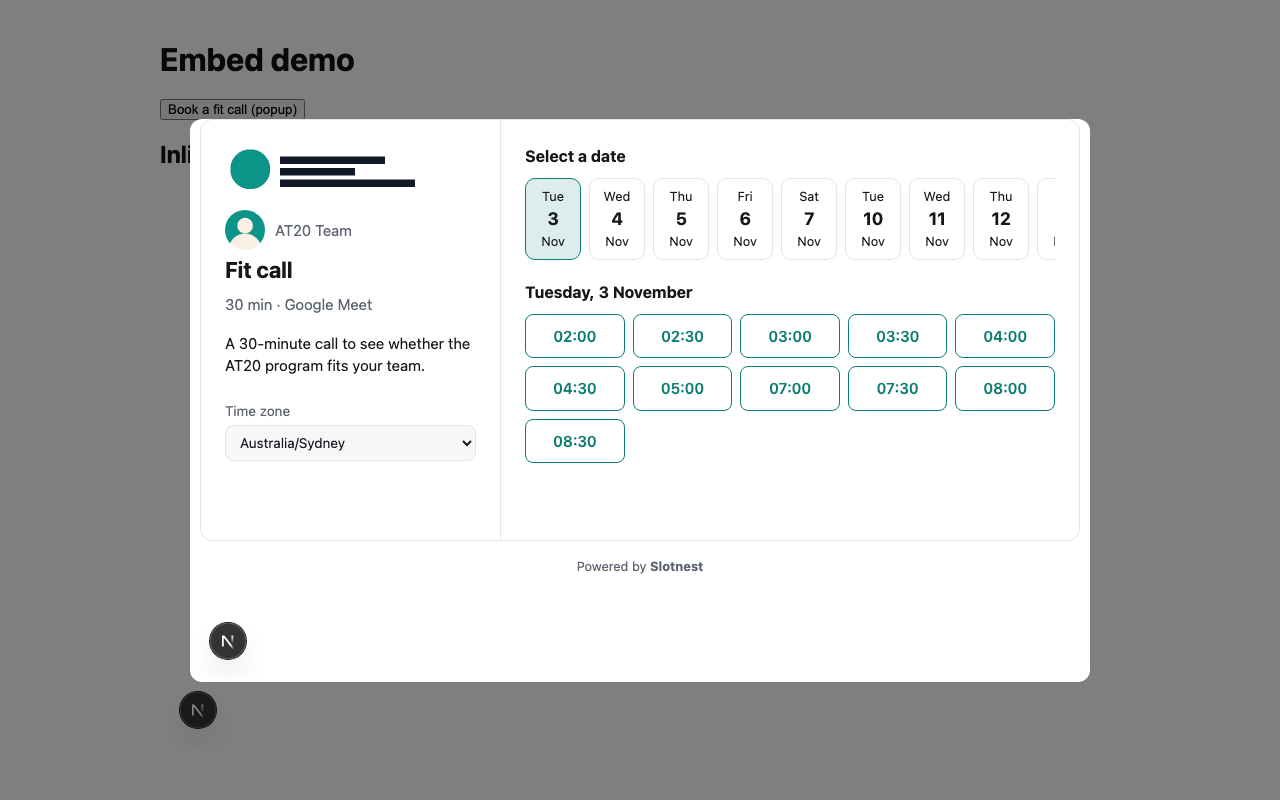 Embed demo
Book a fit call (popup)
Inli
AT20 Team
Fit call
30 min · Google Meet
A 30-minute call to see whether the
AT20 program fits your team.
Time zone
Australia/Sydney
Select a date
Tue Wed Thu Fri Sat Tue Wed Thu
3 4 5 6 7 10 11 12
Nov Nov Nov Nov Nov Nov Nov Nov
Tuesday, 3 November
02:00 02:30 03:00 03:30 04:00
04:30 05:00 07:00 07:30 08:00
08:30
Powered by Slotnest
N
N